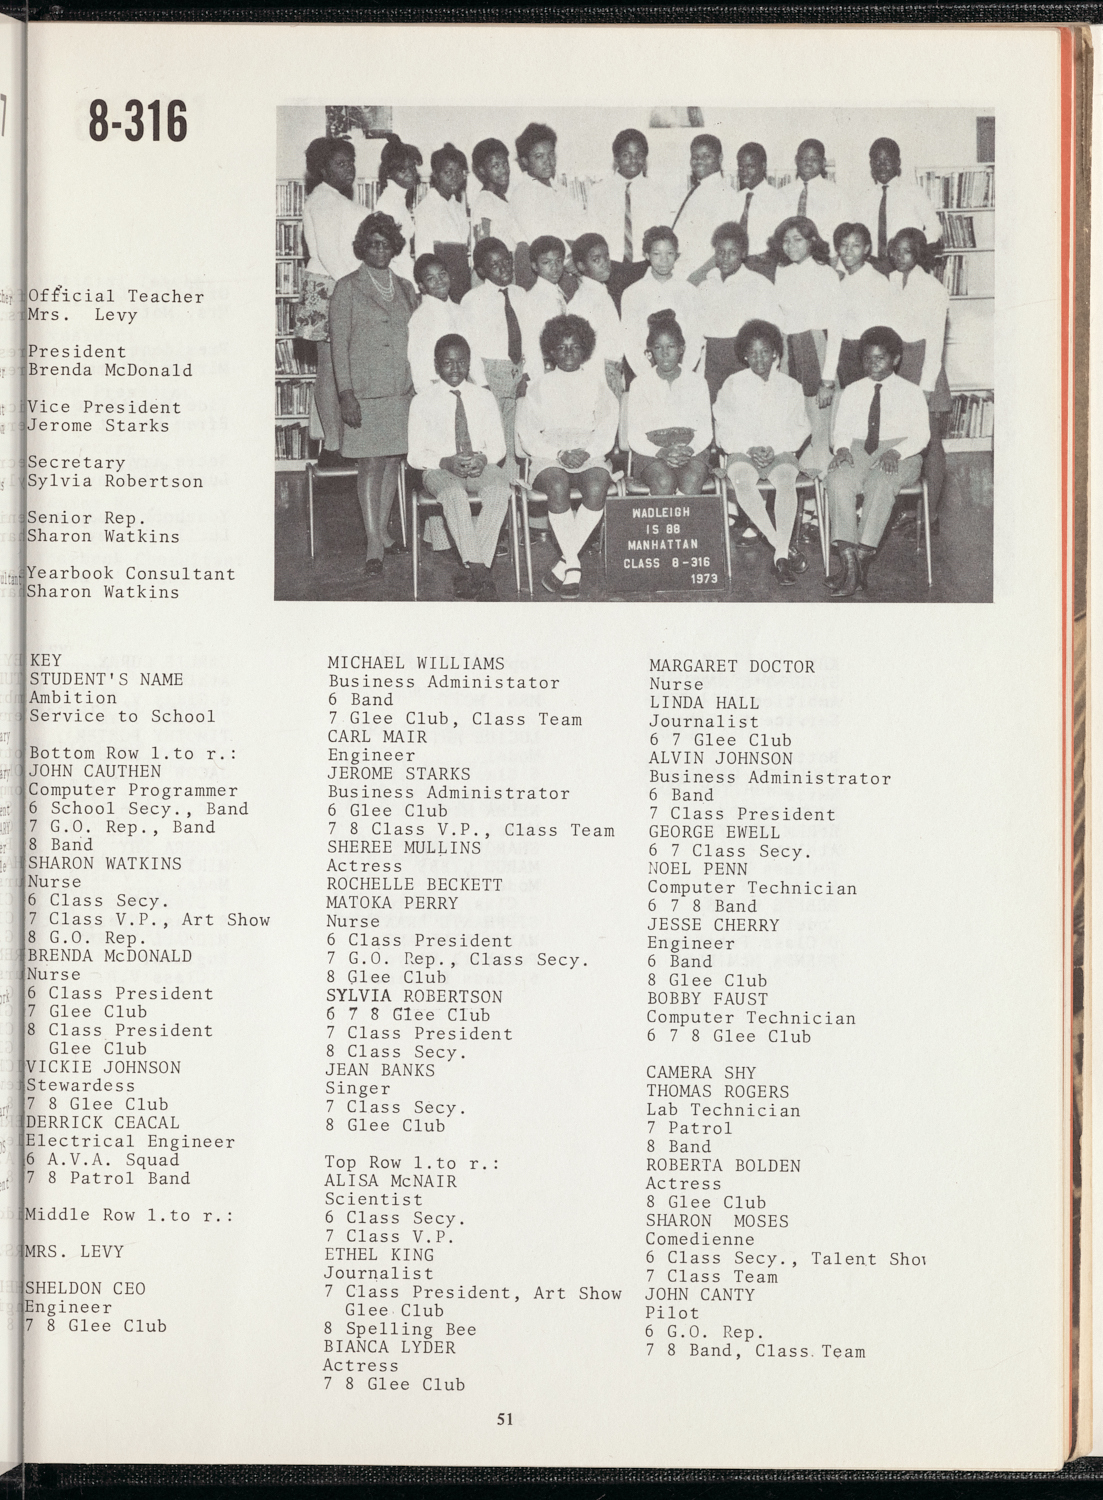 8-316
Official Teacher
Mrs. Levy
President
Brenda McDonald
Vice President
Jerome Starks
Secretary
Sylvia Robertson
Senior Rep.
Sharon Watkins
Yearbook Consultant
Sharon Watkins
WADLEIGH
IS 88
MANHATTAN
CLASS 8-316
1973
KEY
STUDENT'S NAME
Ambition
Service to School
Bottom Row l.to r.:
JOHN CAUTHEN
Computer Programmer
6 School Secy., Band
7 G.O. Rep., Band
8 Band
SHARON WATKINS
Nurse
6 Class Secy.
7 Class V.P., Art Show
8 G.O. Rep.
BRENDA McDONALD
Nurse
6 Class President
7 Glee Club
8 Class President
Glee Club
VICKIE JOHNSON
Stewardess
7 8 Glee Club
DERRICK CEACAL
Electrical Engineer
6 A.V.A. Squad
7 8 Patrol Band
Middle Row l.to r.:
MRS. LEVY
SHELDON CEO
Engineer
7 8 Glee Club
MICHAEL WILLIAMS
Business Administator
6 Band
7 Glee Club, Class Team
CARL MAIR
Engineer
JEROME STARKS
Business Administrator
6 Glee Club
7 8 Class V.P., Class Team
SHEREE MULLINS
Actress
ROCHELLE BECKETT
MATOKA PERRY
Nurse
6 Class President
7 G.O. Rep., Class Secy.
8 Glee Club
SYLVIA ROBERTSON
6 7 8 Glee Club
7 Class President
8 Class Secy.
JEAN BANKS
Singer
7 Class Secy.
8 Glee Club
Top Row l.to r.:
ALISA McNAIR
Scientist
6 Class Secy.
7 Class V.P.
ETHEL KING
Journalist
7 Class President, Art Show
Glee Club
8 Spelling Bee
BIANCA LYDER
Actress
7 8 Glee Club
MARGARET DOCTOR
Nurse
LINDA HALL
Journalist
6 7 Glee Club
ALVIN JOHNSON
Business Administrator
6 Band
7 Class President
GEORGE EWELL
6 7 Class Secy.
NOEL PENN
Computer Technician
6 7 8 Band
JESSE CHERRY
Engineer
6 Band
8 Glee Club
BOBBY FAUST
Computer Technician
6 7 8 Glee Club
CAMERA SHY
THOMAS ROGERS
Lab Technician
7 Patrol
8 Band
ROBERTA BOLDEN
Actress
8 Glee Club
SHARON MOSES
Comedienne
6 Class Secy., Talent Show
7 Class Team
JOHN CANTY
Pilot
6 G.O. Rep.
7 8 Band, Class Team
51